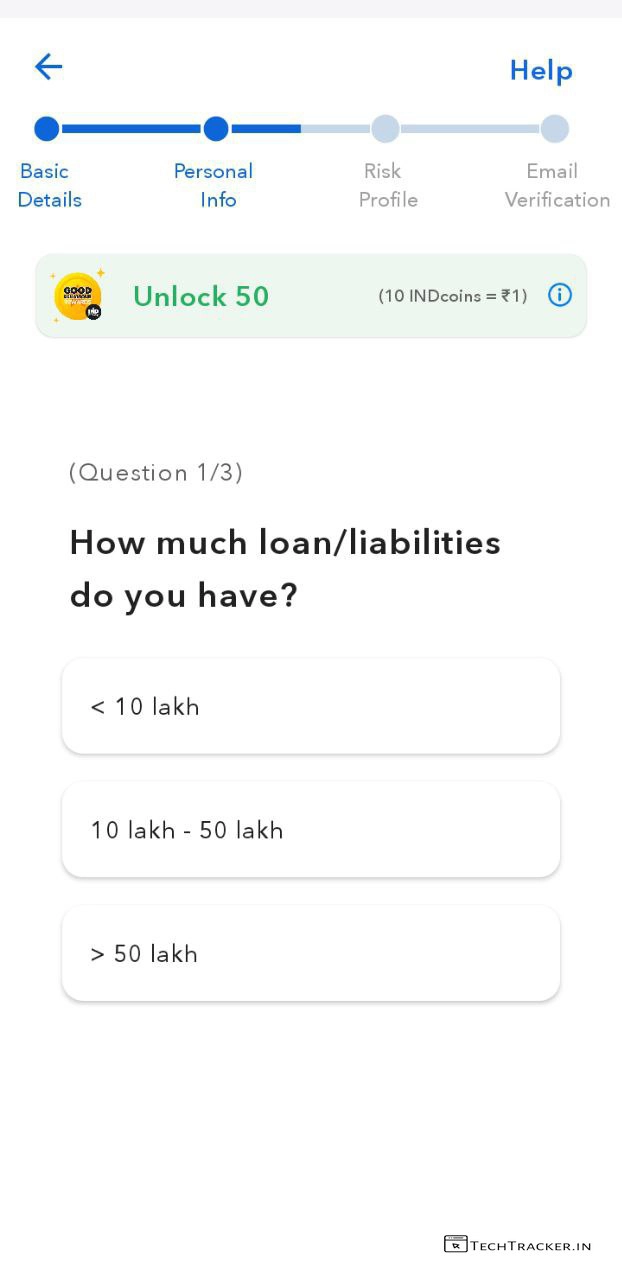 Help
Basic
Details
Personal
Info
Risk
Profile
Email
Verification
GOOD
Unlock 50
(10 INDcoins = ₹1)
(Question 1/3)
How much loan/liabilities
do you have?
< 10 lakh
10 lakh - 50 lakh
> 50 lakh
TECHTRACKER.IN